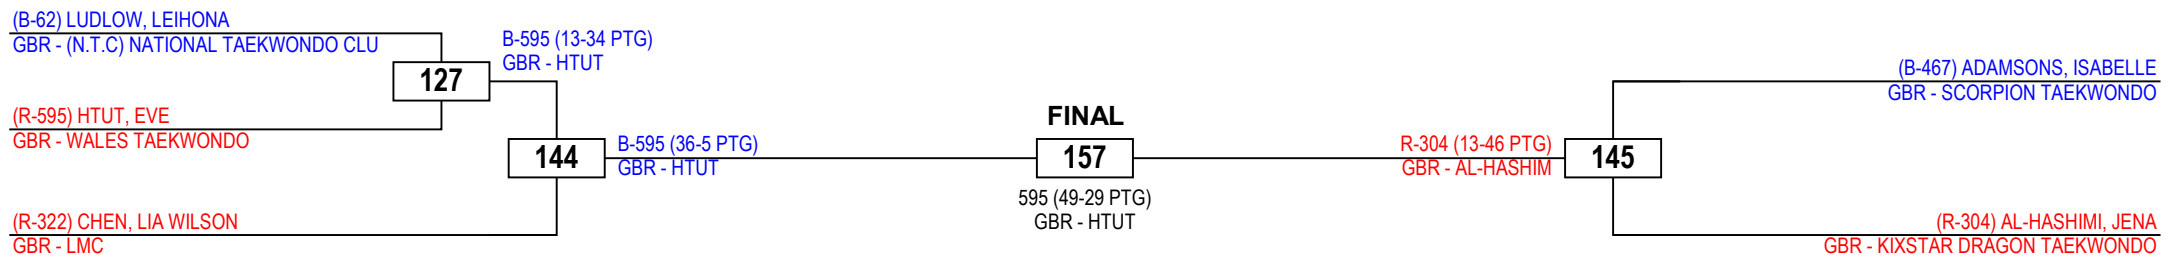 (B-62) LUDLOW, LEIHONA
GBR - (N.T.C) NATIONAL TAEKWONDO CLU
B-595 (13-34 PTG)
GBR - HTUT
127
(R-595) HTUT, EVE
GBR - WALES TAEKWONDO
144
B-595 (36-5 PTG)
GBR - HTUT
(R-322) CHEN, LIA WILSON
GBR - LMC
FINAL
157
595 (49-29 PTG)
GBR - HTUT
R-304 (13-46 PTG)
GBR - AL-HASHIM
145
(B-467) ADAMSONS, ISABELLE
GBR - SCORPION TAEKWONDO
(R-304) AL-HASHIMI, JENA
GBR - KIXSTAR DRAGON TAEKWONDO